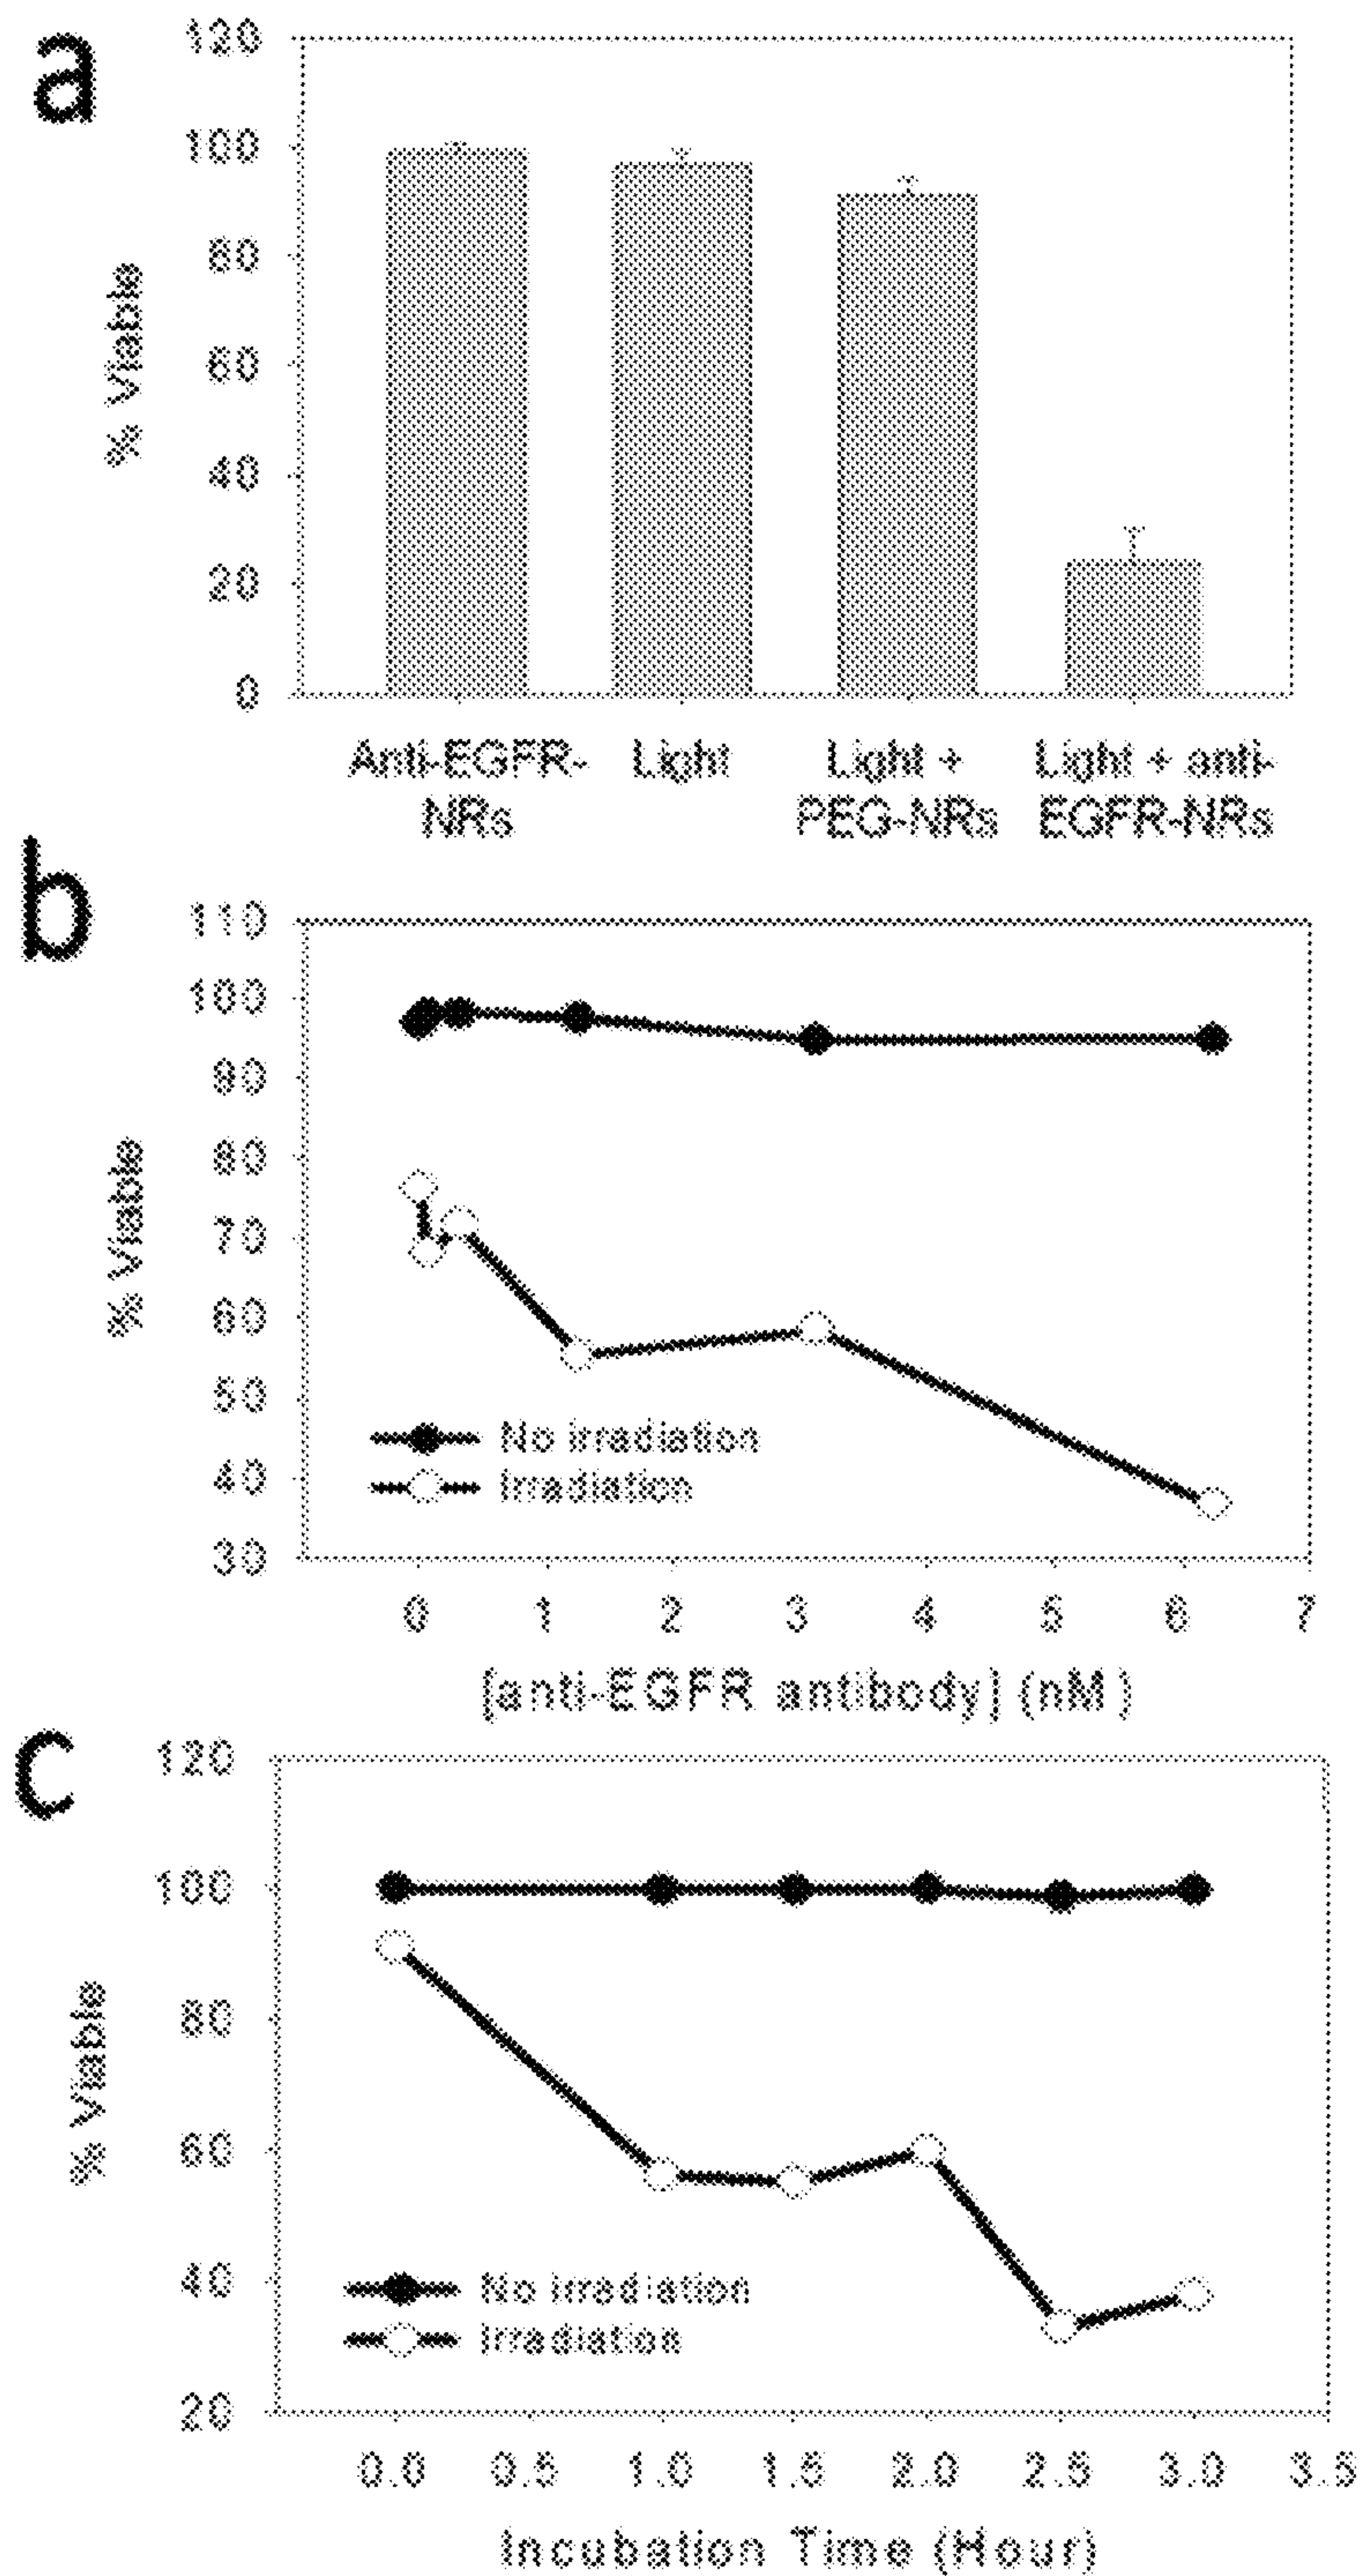 a
120
100
80
60
40
20
0
% Viable
Anti-EGFR-
NRs
Light
Light +
PEG-NRs
Light + anti-
EGFR-NRs
b
110
100
90
80
70
60
50
40
30
% Viable
No irradiation
Irradiation
0 1 2 3 4 5 6 7
[anti-EGFR antibody] (nM)
c
120
100
80
60
40
20
% Viable
No irradiation
Irradiation
0.0 0.5 1.0 1.5 2.0 2.5 3.0 3.5
Incubation Time (Hour)